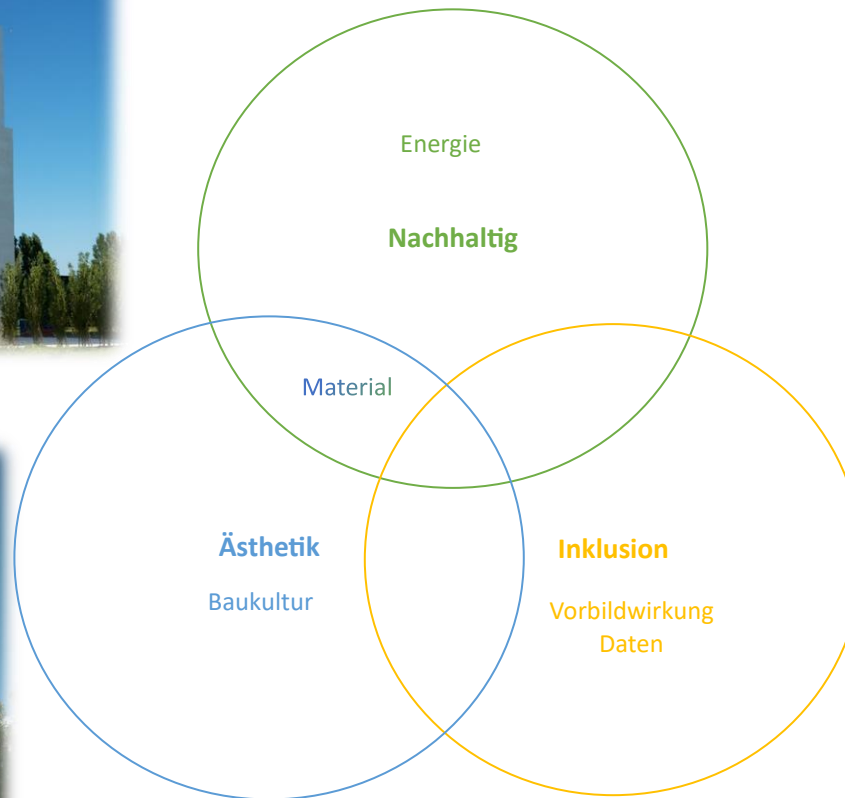 Energie
Nachhaltig
Material
Ästhetik
Baukultur
Inklusion
Vorbildwirkung
Daten